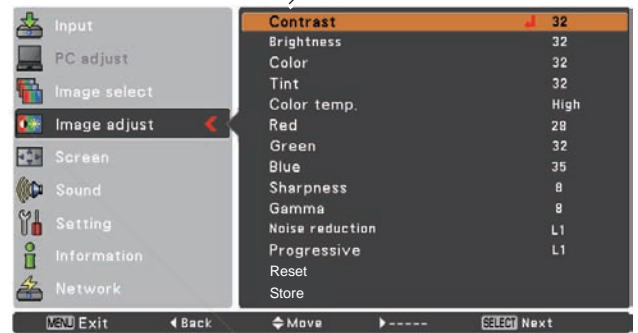 Input
PC adjust
Image select
Image adjust
Screen
Sound
Setting
Information
Network
Contrast 32
Brightness 32
Color 32
Tint 32
Color temp. High
Red 28
Green 32
Blue 35
Sharpness 8
Gamma 8
Noise reduction L1
Progressive L1
Reset
Store
MENU Exit Back Move ----- SELECT Next